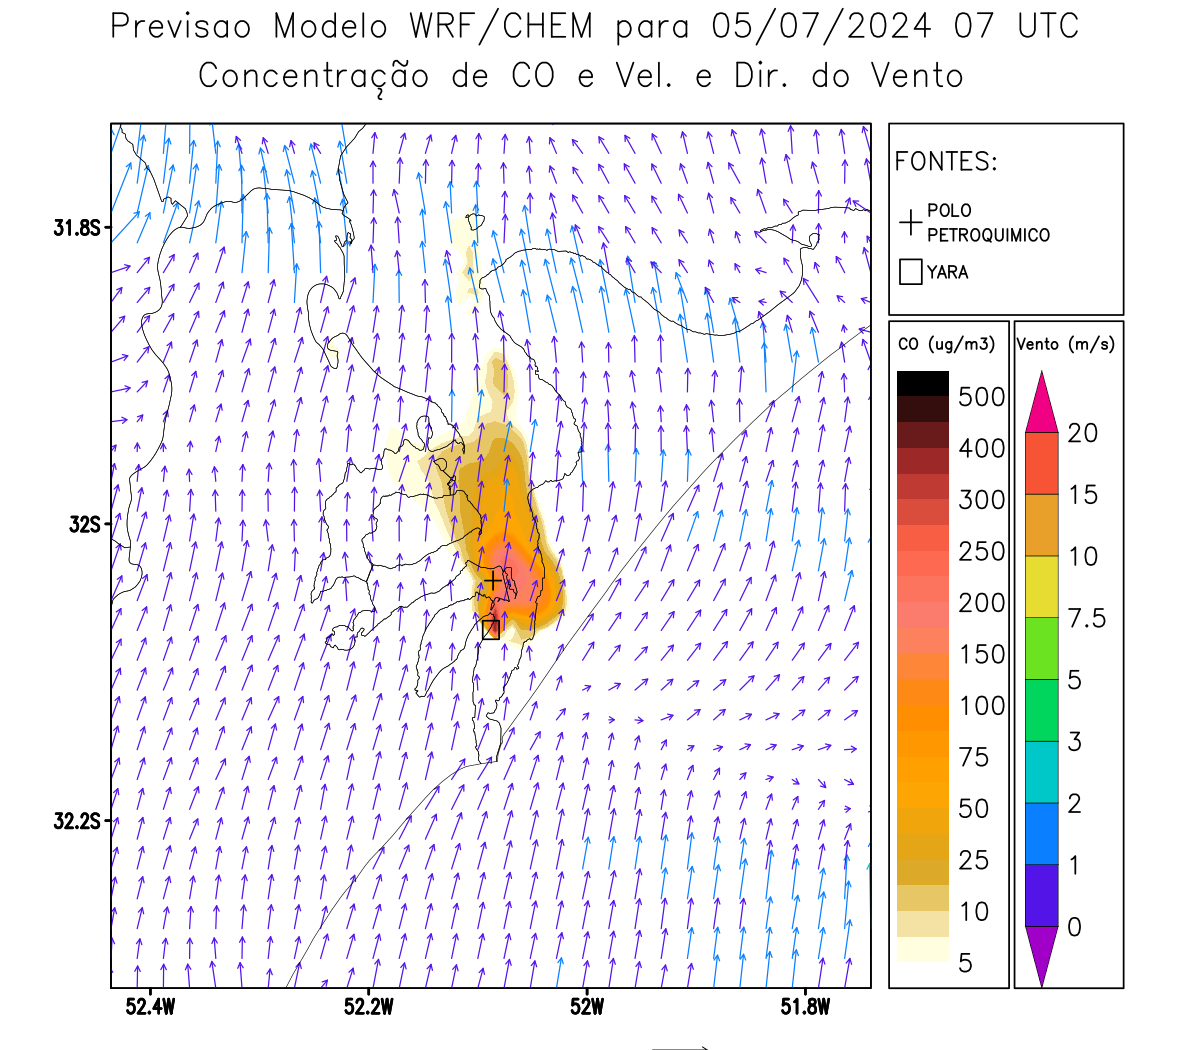 Previsao Modelo WRF/CHEM para 05/07/2024 07 UTC
Concentração de CO e Vel. e Dir. do Vento
FONTES:
POLO
PETROQUIMICO
YARA
CO (ug/m3)
500
400
300
250
200
150
100
75
50
25
10
5
Vento (m/s)
20
15
10
7.5
5
3
2
1
0
31.8S
32S
32.2S
52.4W 52.2W 52W 51.8W